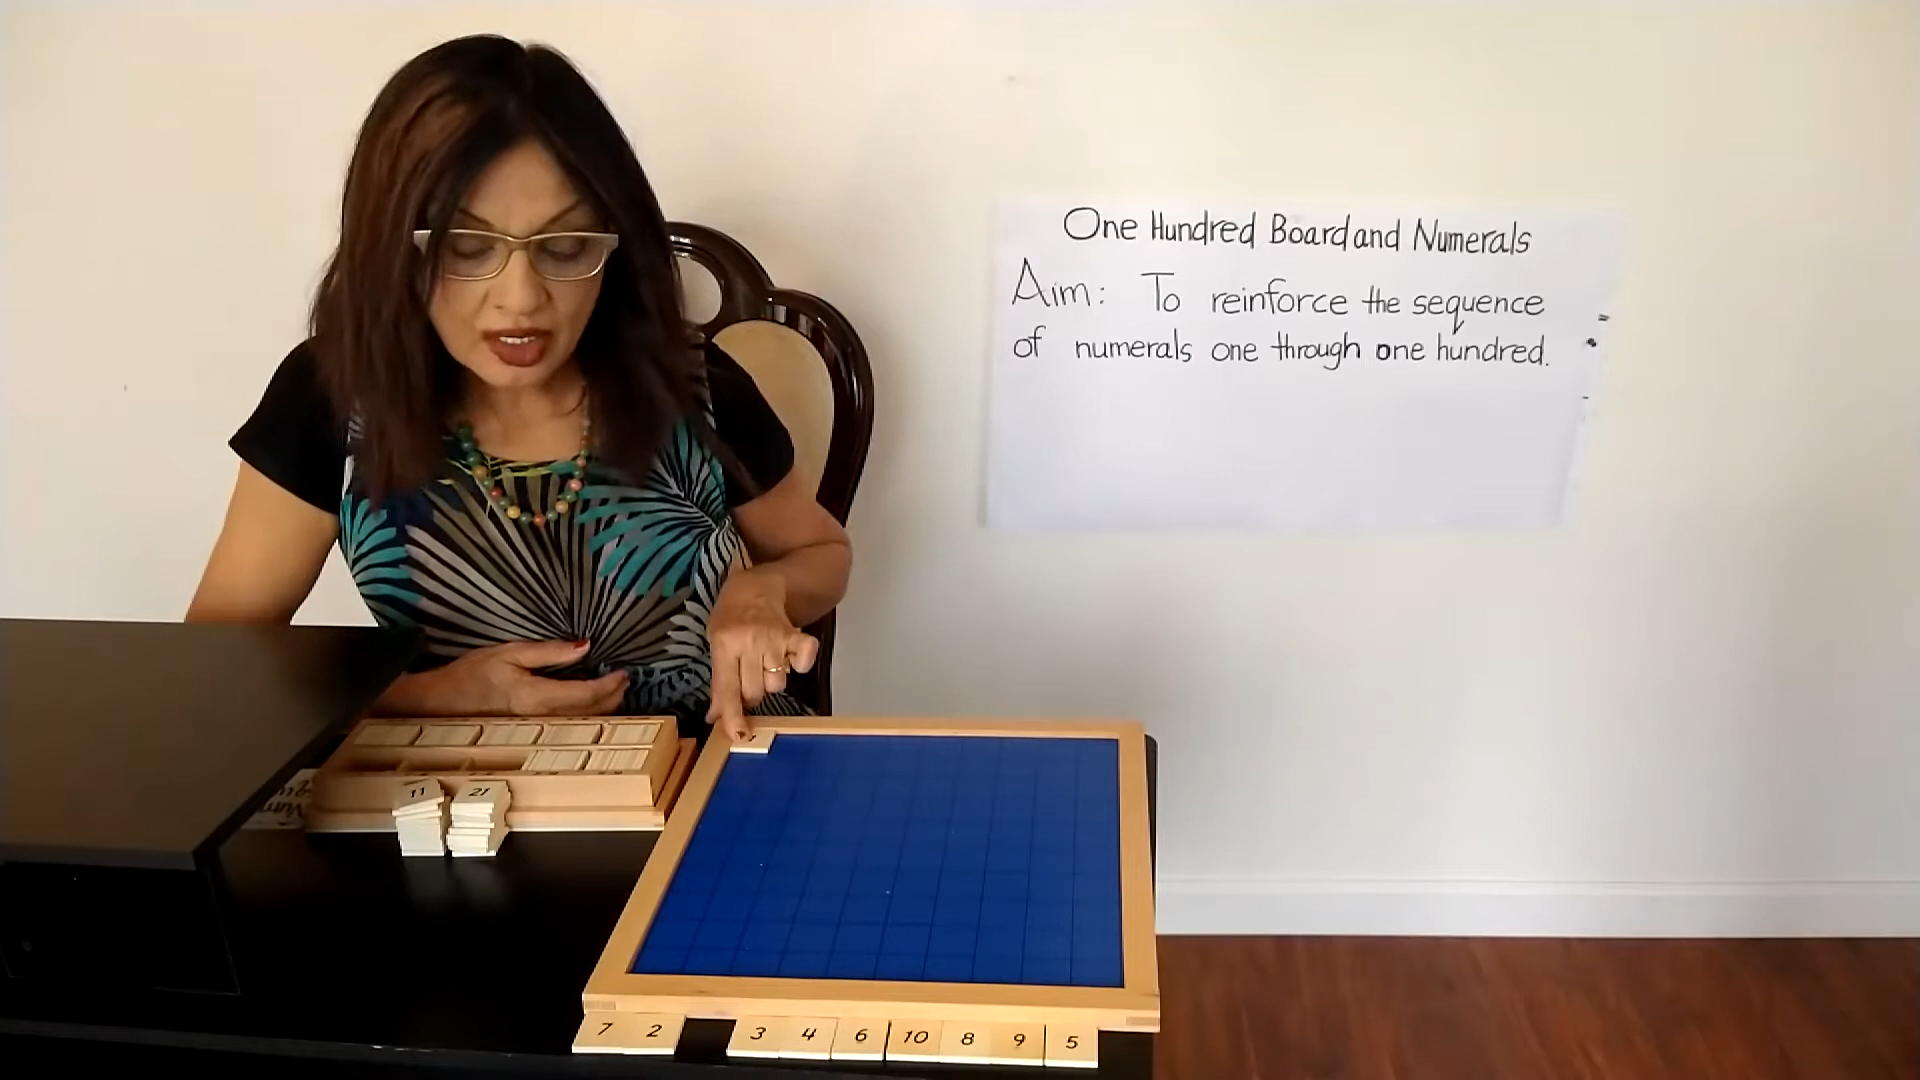 One Hundred Board and Numerals
Aim: To reinforce the sequence
of numerals one through one hundred.
1
11 21
7 2 3 4 6 10 8 9 5